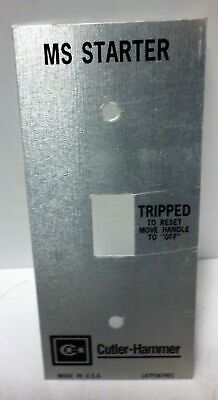 MS STARTER
TRIPPED
TO RESET
MOVE HANDLE
TO "OFF"
Cutler-Hammer
MADE IN U.S.A